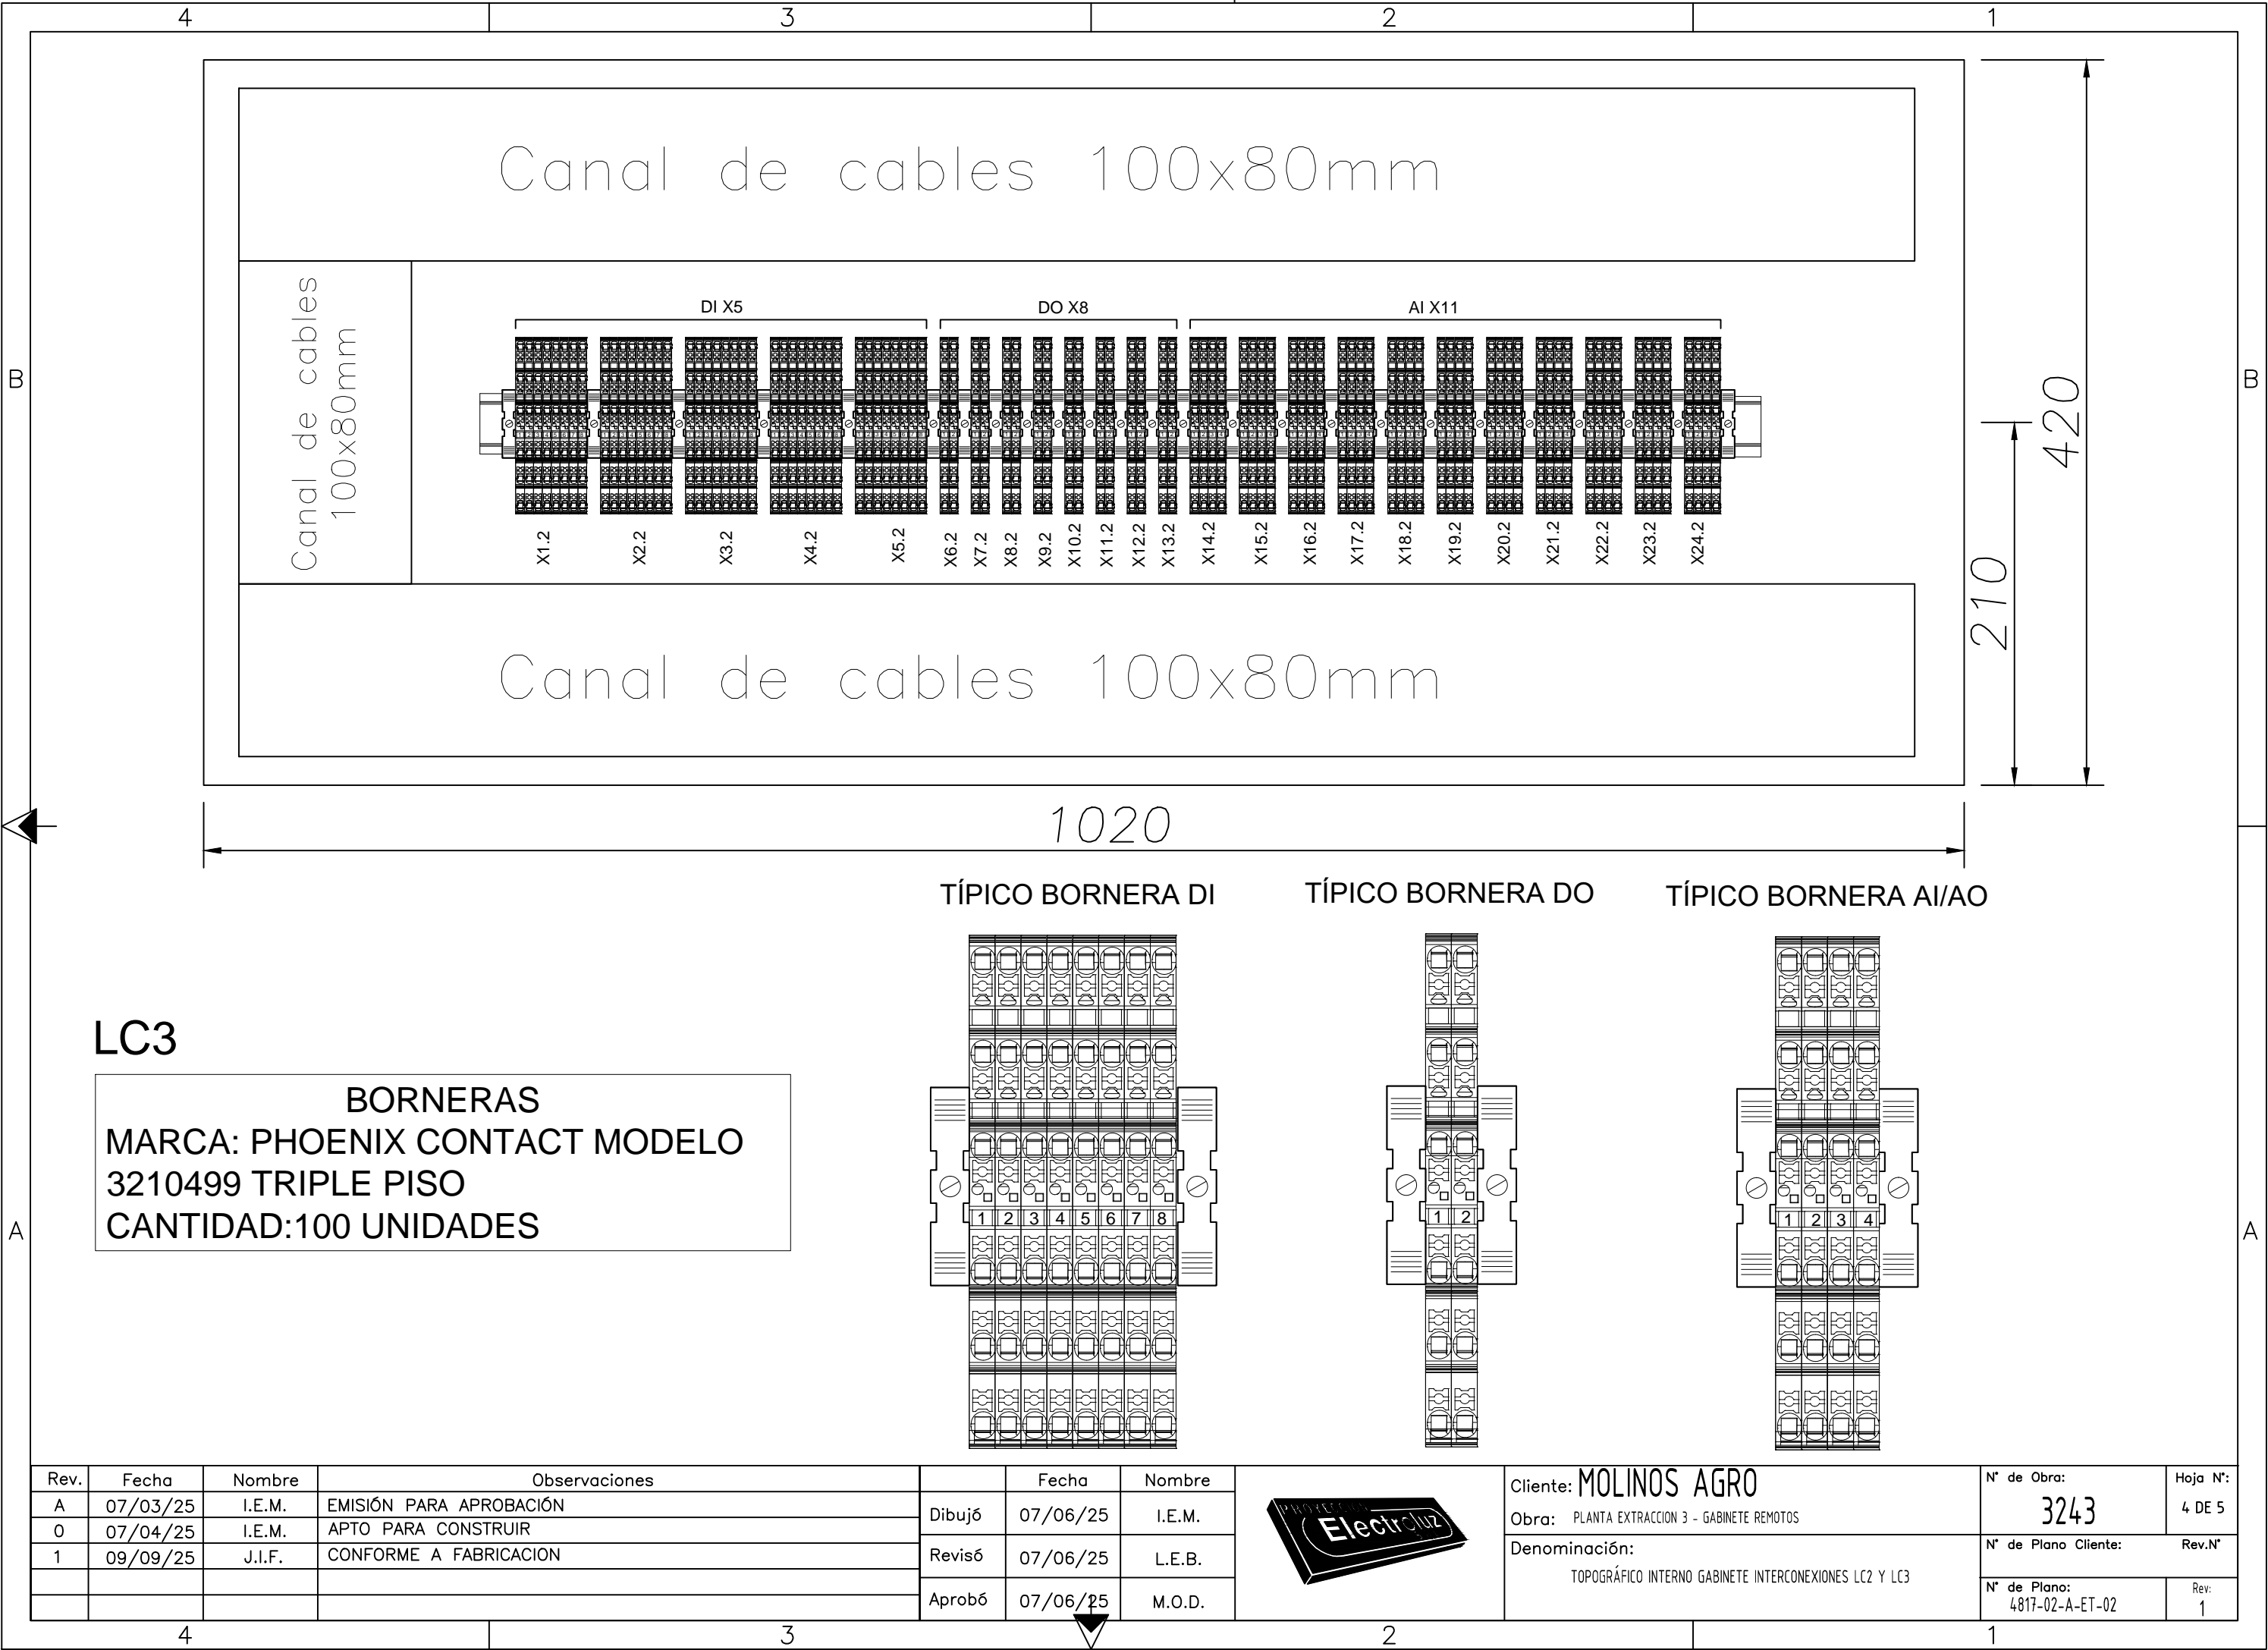 4 3 2 1
Canal de cables 100x80mm
Canal de cables
100x80mm
DI X5 DO X8 AI X11
X1.2 X2.2 X3.2 X4.2 X5.2 X6.2 X7.2 X8.2 X9.2 X10.2 X11.2 X12.2 X13.2 X14.2 X15.2 X16.2 X17.2 X18.2 X19.2 X20.2 X21.2 X22.2 X23.2 X24.2
B B
420
210
Canal de cables 100x80mm
1020
TÍPICO BORNERA DI TÍPICO BORNERA DO TÍPICO BORNERA AI/AO
1 2 3 4 5 6 7 8
1 2
1 2 3 4
LC3
BORNERAS
MARCA: PHOENIX CONTACT MODELO
3210499 TRIPLE PISO
CANTIDAD:100 UNIDADES
A A
Rev. Fecha Nombre Observaciones
A 07/03/25 I.E.M. EMISIÓN PARA APROBACIÓN
0 07/04/25 I.E.M. APTO PARA CONSTRUIR
1 09/09/25 J.I.F. CONFORME A FABRICACION
Fecha Nombre
Dibujó 07/06/25 I.E.M.
Revisó 07/06/25 L.E.B.
Aprobó 07/06/25 M.O.D.
Electroluz
Cliente: MOLINOS AGRO
Obra: PLANTA EXTRACCION 3 - GABINETE REMOTOS
Denominación:
TOPOGRÁFICO INTERNO GABINETE INTERCONEXIONES LC2 Y LC3
N° de Obra:
3243
Hoja N°:
4 DE 5
N° de Plano Cliente:
Rev.N°
N° de Plano:
4817-02-A-ET-02
Rev:
1
4 3 2 1